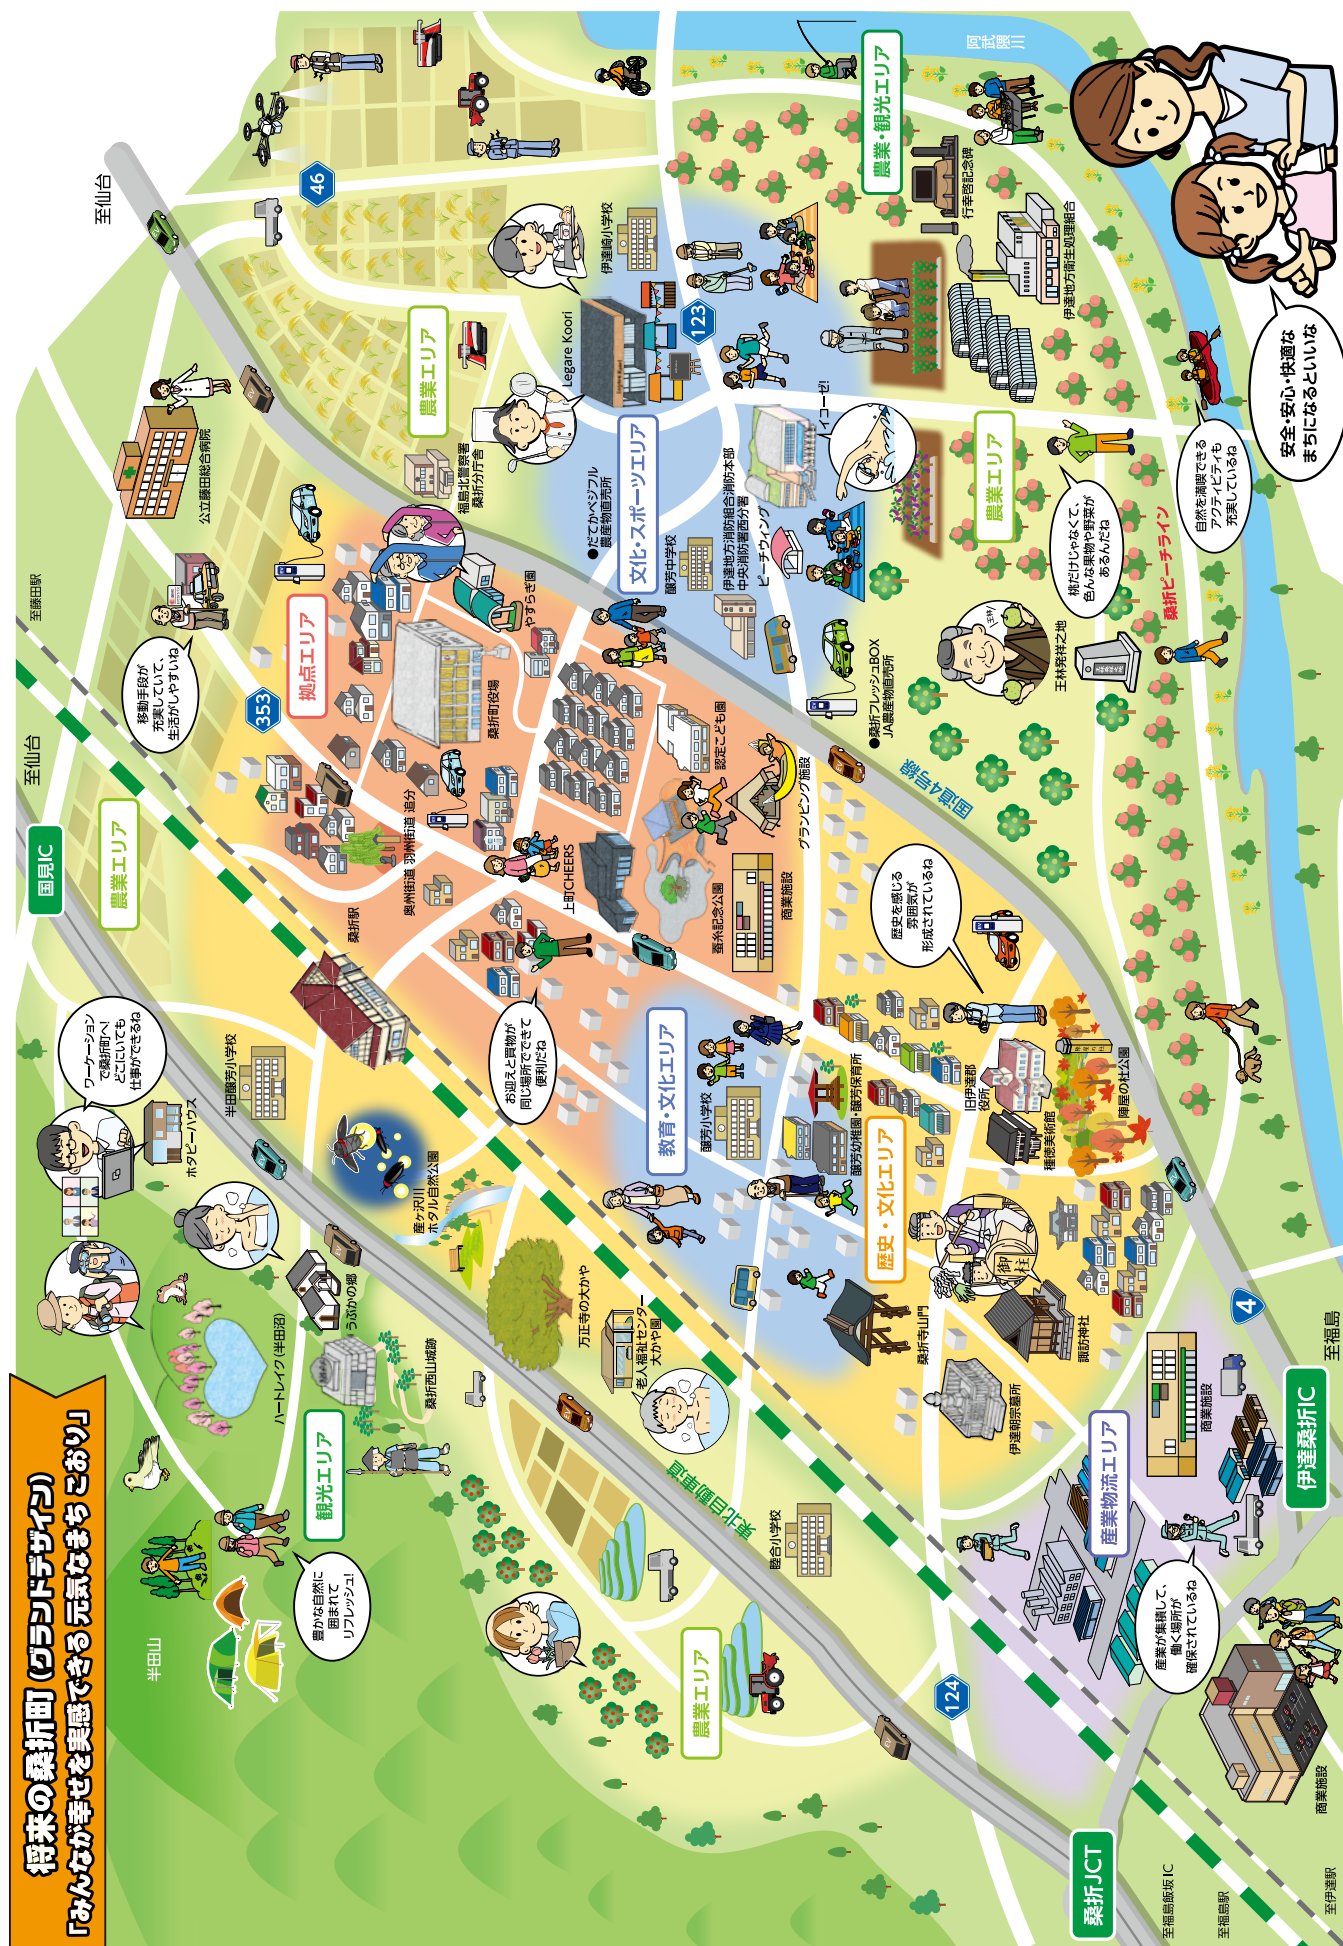 将来の桑折町(グランドデザイン)
「みんなが幸せを実感できる元気なまち こおり」
半田山
豊かな自然に
囲まれて
リフレッシュ!
観光エリア
ハートレイク(半田沼)
うぶかの郷
桑折西山城跡
ワーケーション
で桑折町へ!
どこにいても
仕事ができるね
ホタピーハウス
半田醸芳小学校
産ヶ沢川
ホタル自然公園
万正寺の大かや
老人福祉センター
大かや園
東北自動車道
睦合小学校
農業エリア
124
桑折JCT
至福島飯坂IC
至福島駅
至伊達駅
国見IC
至仙台
農業エリア
至藤田駅
移動手段が
充実していて、
生活がしやすいね
353
公立藤田総合病院
至仙台
46
拠点エリア
桑折駅
奥州街道 羽州街道 追分
桑折町役場
やすらぎ園
上町CHEERS
認定こども園
蚕糸記念公園
商業施設
グランピング施設
お迎えと買物が
同じ場所でできて
便利だね
農業エリア
福島北警察署
桑折分庁舎
Legare Koori
伊達崎小学校
123
●だてかベジフル
農産物直売所
文化・スポーツエリア
醸芳中学校
伊達地方消防組合消防本部
中央消防署西分署
ピーチウィング
イコーゼ!
●桑折フレッシュBOX
JA農産物直売所
国道4号線
農業・観光エリア
阿武隈川
行幸啓記念碑
伊達地方衛生処理組合
農業エリア
桃だけじゃなくて、
色んな果物や野菜が
あるんだね
桑折ピーチライン
王林
王林発祥之地
自然を満喫できる
アクティビティも
充実しているね
安全・安心・快適な
まちになるといいな
教育・文化エリア
醸芳小学校
醸芳幼稚園・醸芳保育所
歴史を感じる
雰囲気が
形成されているね
歴史・文化エリア
旧伊達郡
役所
種徳美術館
陣屋の杜公園
桑折寺山門
御柱
諏訪神社
伊達朝宗墓所
産業物流エリア
商業施設
産業が集積して、
働く場所が
確保されているね
商業施設
4
伊達桑折IC
至福島